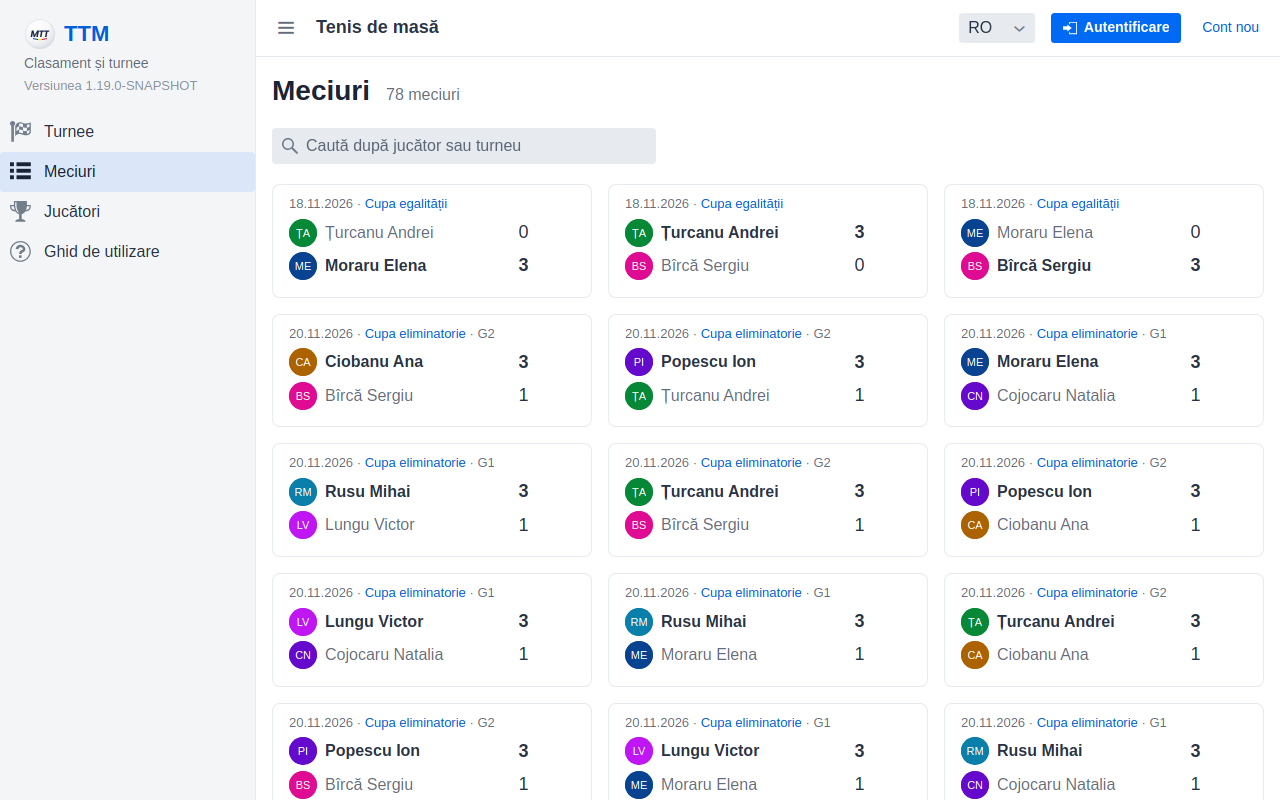 MTT TTM
Clasament și turnee
Versiunea 1.19.0-SNAPSHOT
Turnee
Meciuri
Jucători
Ghid de utilizare
Tenis de masă
RO
Autentificare
Cont nou
Meciuri 78 meciuri
Caută după jucător sau turneu
18.11.2026 · Cupa egalității
ȚA Țurcanu Andrei 0
ME Moraru Elena 3
18.11.2026 · Cupa egalității
ȚA Țurcanu Andrei 3
BS Bîrcă Sergiu 0
18.11.2026 · Cupa egalității
ME Moraru Elena 0
BS Bîrcă Sergiu 3
20.11.2026 · Cupa eliminatorie · G2
CA Ciobanu Ana 3
BS Bîrcă Sergiu 1
20.11.2026 · Cupa eliminatorie · G2
PI Popescu Ion 3
ȚA Țurcanu Andrei 1
20.11.2026 · Cupa eliminatorie · G1
ME Moraru Elena 3
CN Cojocaru Natalia 1
20.11.2026 · Cupa eliminatorie · G1
RM Rusu Mihai 3
LV Lungu Victor 1
20.11.2026 · Cupa eliminatorie · G2
ȚA Țurcanu Andrei 3
BS Bîrcă Sergiu 1
20.11.2026 · Cupa eliminatorie · G2
PI Popescu Ion 3
CA Ciobanu Ana 1
20.11.2026 · Cupa eliminatorie · G1
LV Lungu Victor 3
CN Cojocaru Natalia 1
20.11.2026 · Cupa eliminatorie · G1
RM Rusu Mihai 3
ME Moraru Elena 1
20.11.2026 · Cupa eliminatorie · G2
ȚA Țurcanu Andrei 3
CA Ciobanu Ana 1
20.11.2026 · Cupa eliminatorie · G2
PI Popescu Ion 3
BS Bîrcă Sergiu 1
20.11.2026 · Cupa eliminatorie · G1
LV Lungu Victor 3
ME Moraru Elena 1
20.11.2026 · Cupa eliminatorie · G1
RM Rusu Mihai 3
CN Cojocaru Natalia 1